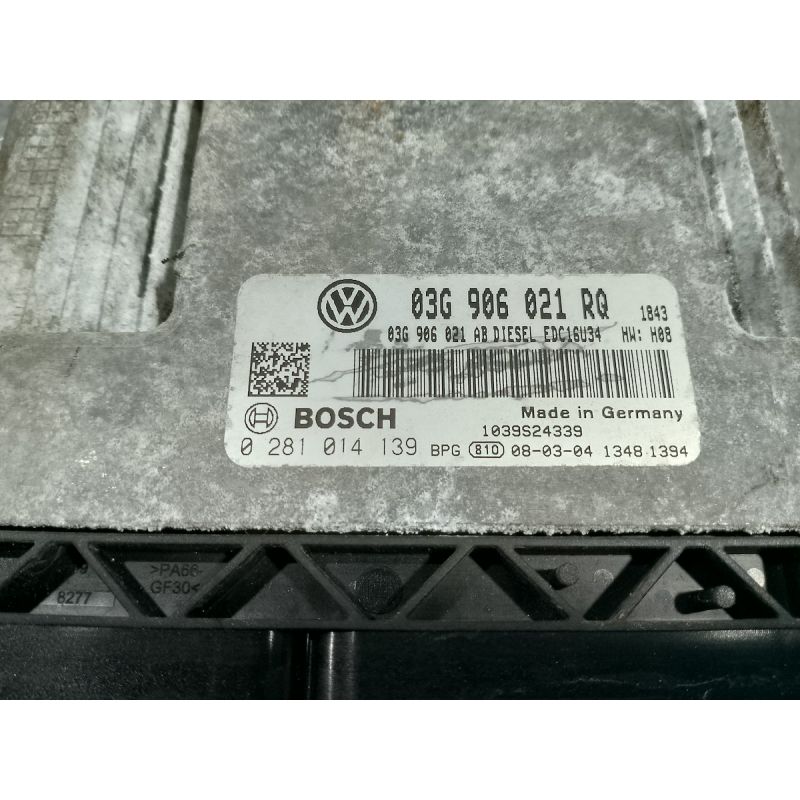 03G 906 021 RQ 1843
03G 906 021 AB DIESEL EDC16U34 HW: H08
BOSCH
Made in Germany
1039S24339
0 281 014 139 BPG 810 08-03-04 1348 1394
>PA66-
GF30<
8277